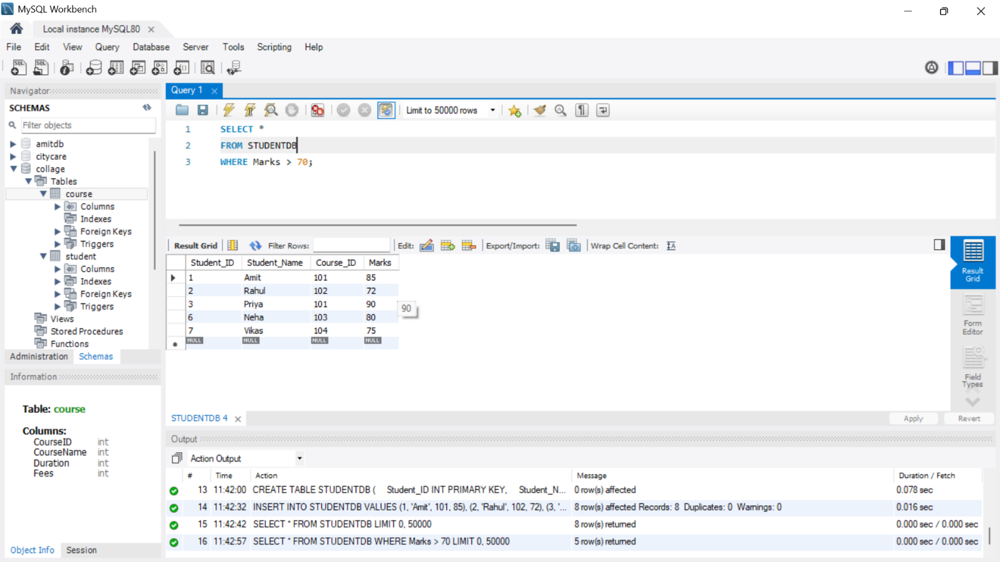 MySQL Workbench
Local instance MySQL80
File Edit View Query Database Server Tools Scripting Help
Navigator
SCHEMAS
Filter objects
amitdb
citycare
collage
Tables
course
Columns
Indexes
Foreign Keys
Triggers
student
Columns
Indexes
Foreign Keys
Triggers
Views
Stored Procedures
Functions
Administration Schemas
Information
Table: course
Columns:
CourseID int
CourseName int
Duration int
Fees int
Object Info Session
Query 1
Limit to 50000 rows
1 SELECT *
2 FROM STUDENTDB
3 WHERE Marks > 70;
Result Grid Filter Rows: Edit: Export/Import: Wrap Cell Content:
Student_ID Student_Name Course_ID Marks
1 Amit 101 85
2 Rahul 102 72
3 Priya 101 90
6 Neha 103 80
7 Vikas 104 75
NULL NULL NULL NULL
90
Result
Grid
Form
Editor
Field
Types
STUDENTDB 4
Apply Revert
Output
Action Output
# Time Action Message Duration / Fetch
13 11:42:00 CREATE TABLE STUDENTDB ( Student_ID INT PRIMARY KEY, Student_N... 0 row(s) affected 0.078 sec
14 11:42:32 INSERT INTO STUDENTDB VALUES (1, 'Amit', 101, 85), (2, 'Rahul', 102, 72), (3, '... 8 row(s) affected Records: 8 Duplicates: 0 Warnings: 0 0.016 sec
15 11:42:42 SELECT * FROM STUDENTDB LIMIT 0, 50000 8 row(s) returned 0.000 sec / 0.000 sec
16 11:42:57 SELECT * FROM STUDENTDB WHERE Marks > 70 LIMIT 0, 50000 5 row(s) returned 0.000 sec / 0.000 sec